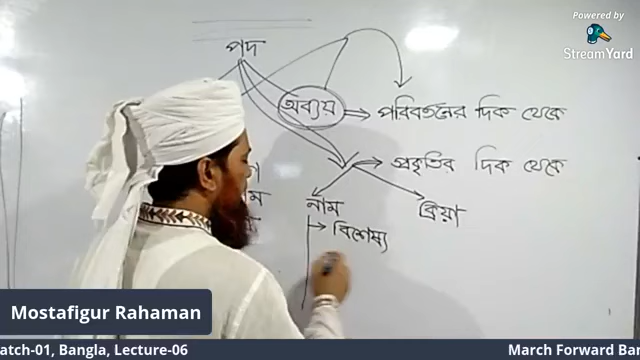 Powered by
StreamYard
পদ
অব্যয়
পরিবর্তনের দিক থেকে
প্রকৃতির দিক থেকে
নাম
ক্রিয়া
বিশেষ্য
Mostafigur Rahaman
atch-01, Bangla, Lecture-06
March Forward Ban